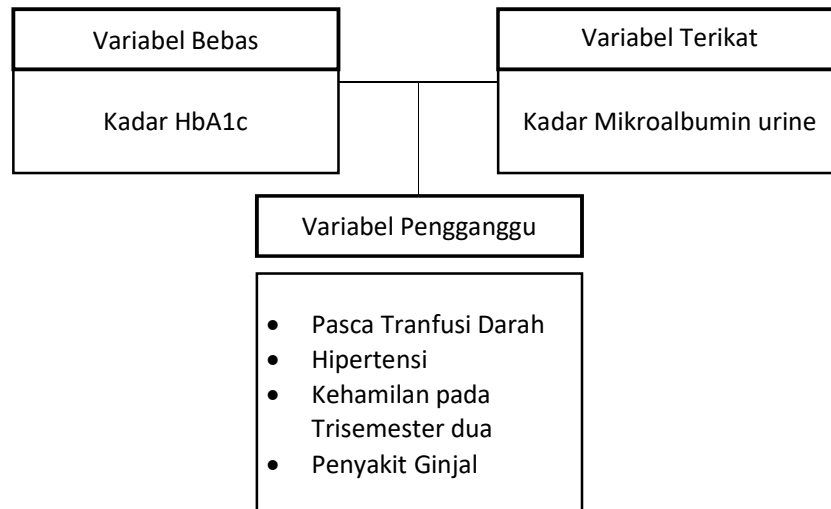 Variabel Bebas
Variabel Terikat
Kadar HbA1c
Kadar Mikroalbumin urine
Variabel Pengganggu
• Pasca Tranfusi Darah
• Hipertensi
• Kehamilan pada
Trisemester dua
• Penyakit Ginjal